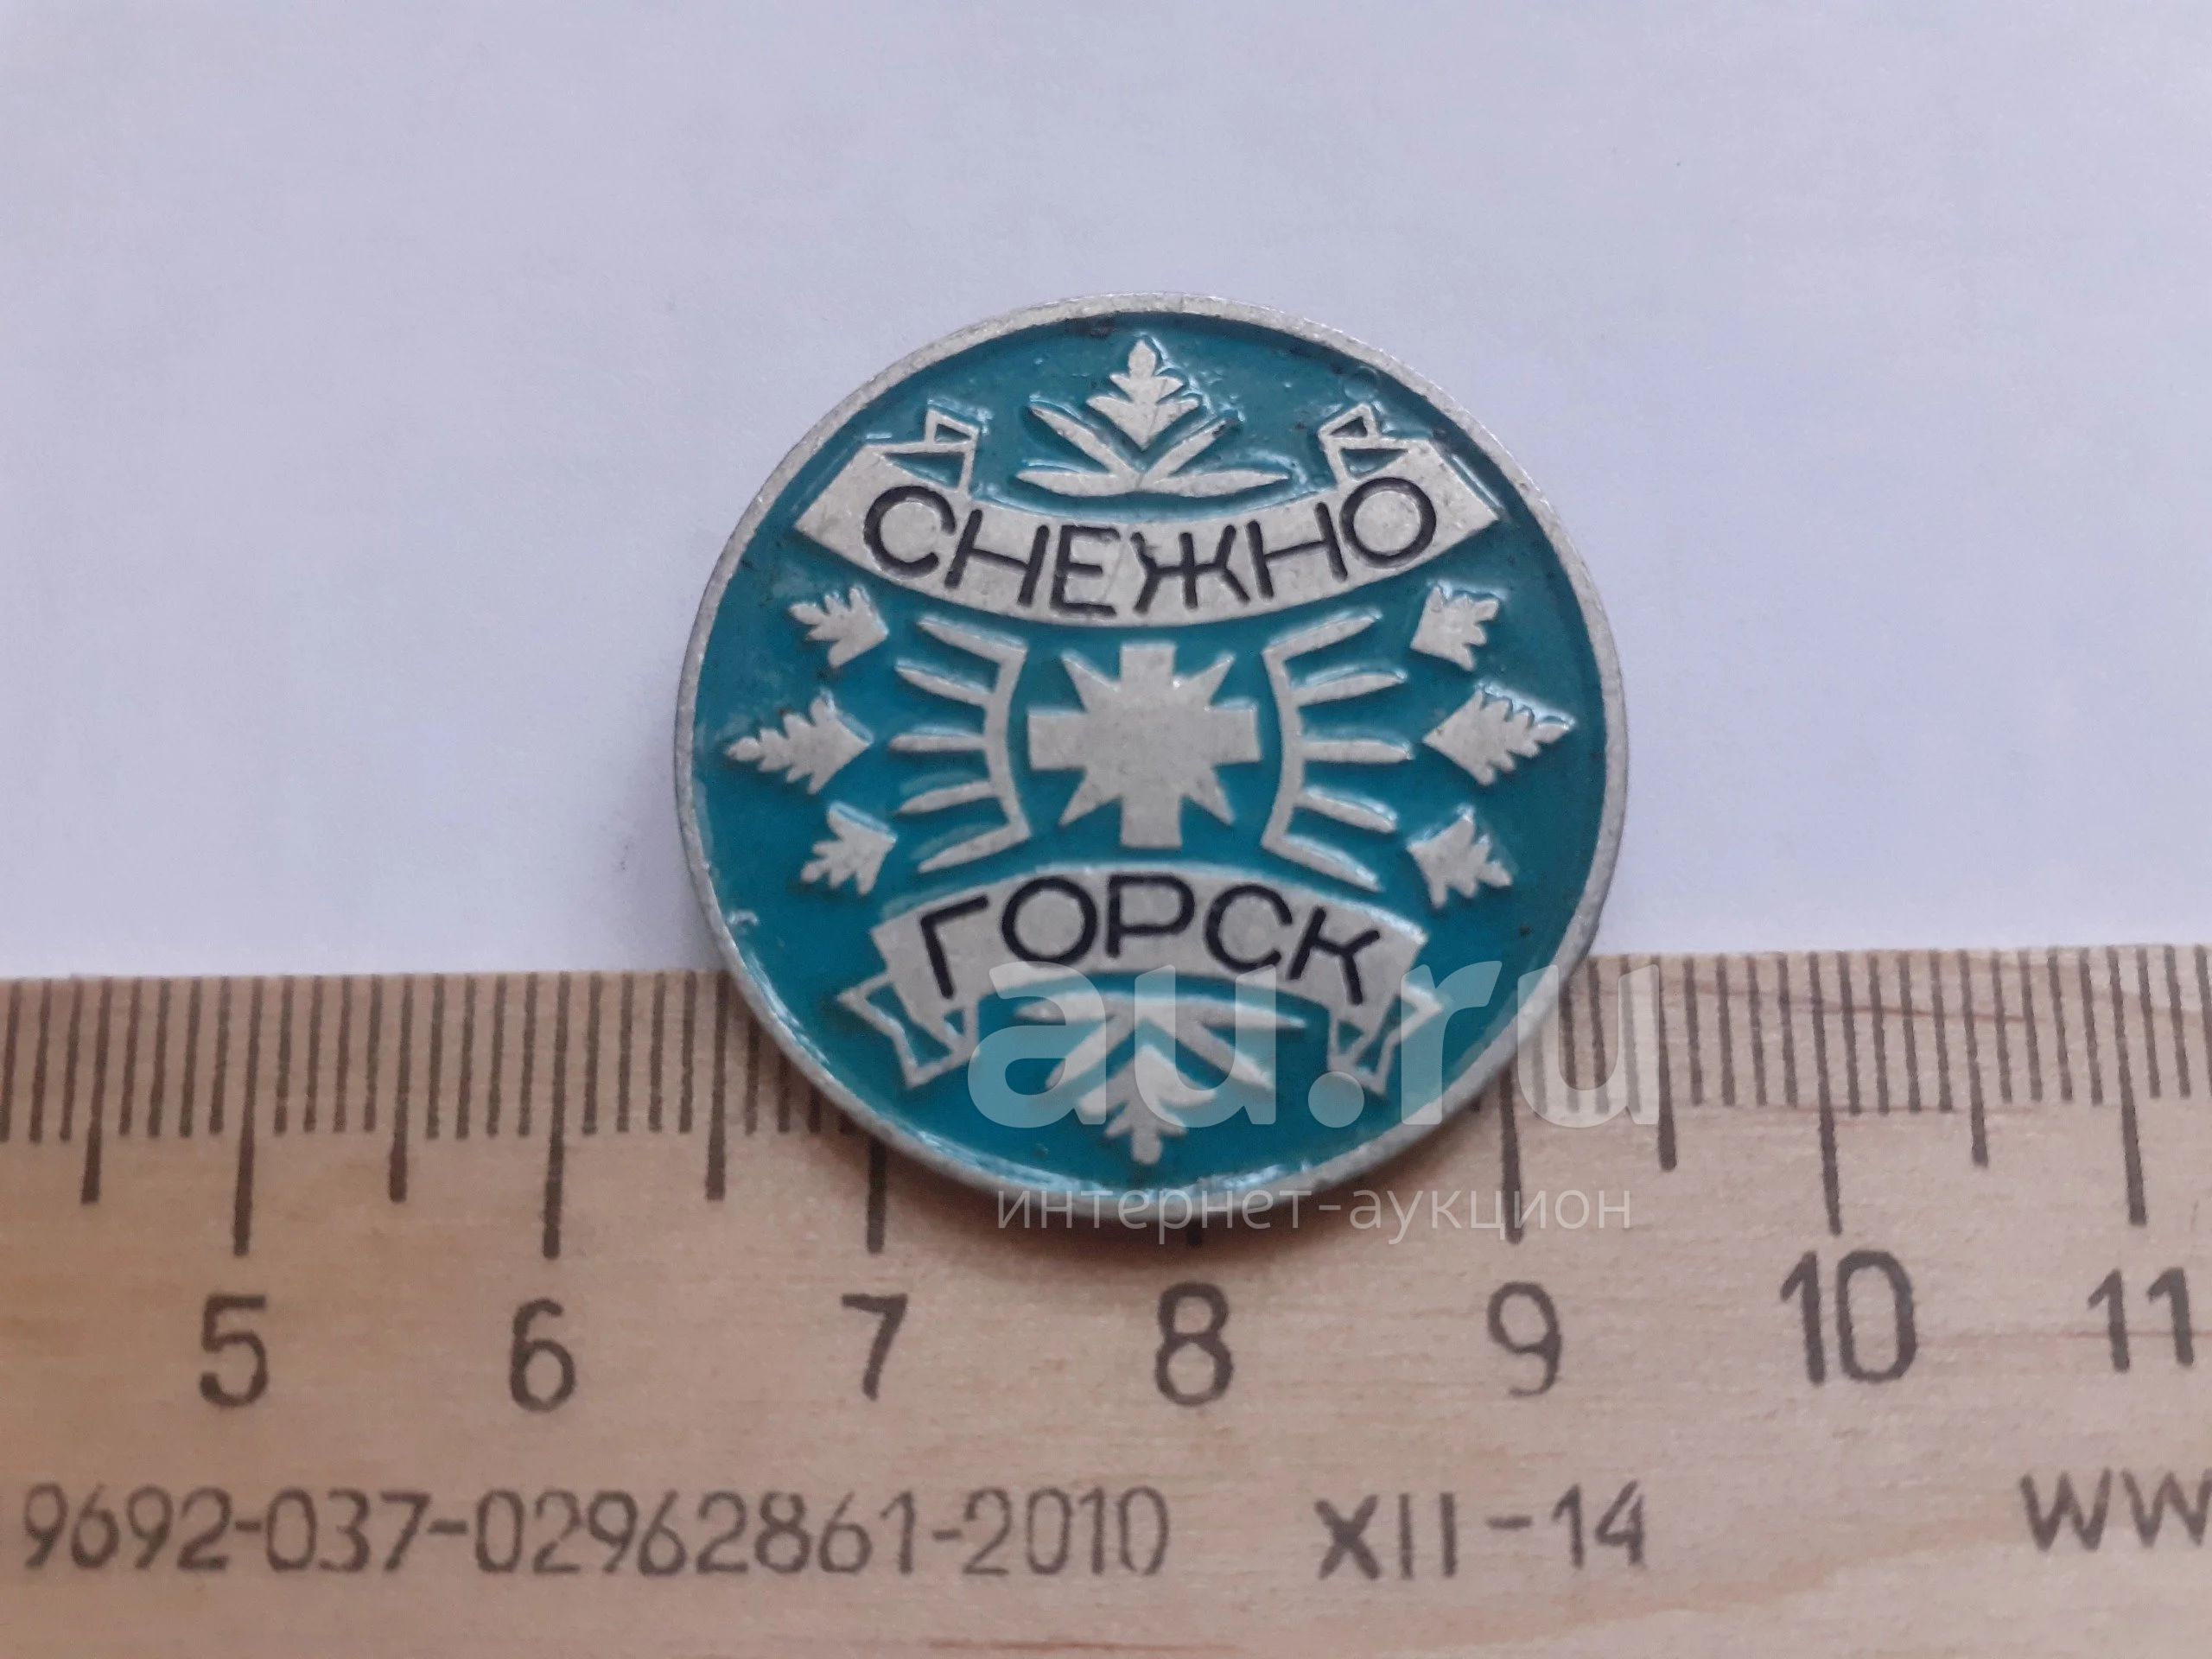 СНЕЖНО
ГОРСК
au.ru
интернет-аукцион
5 6 7 8 9 10 11
9692-037-02962861-2010 XII-14 WW